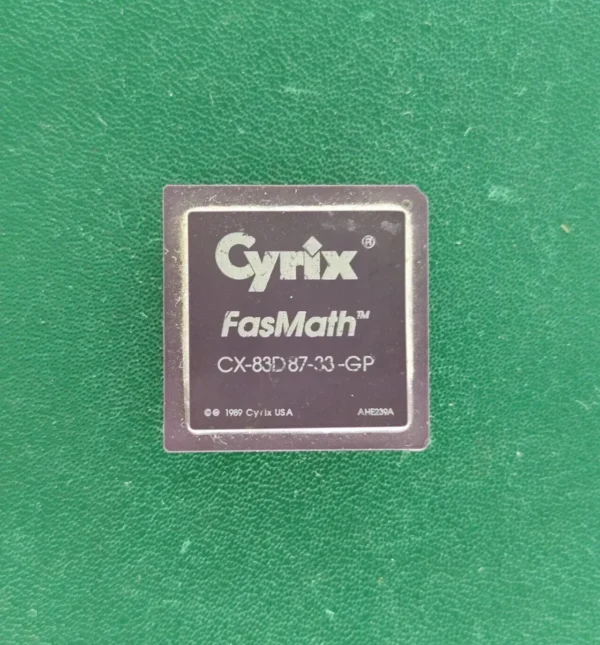 Cyrix®
FasMath™
CX-83D87-33-GP
©Ⓜ 1989 Cyrix USA AHE239A